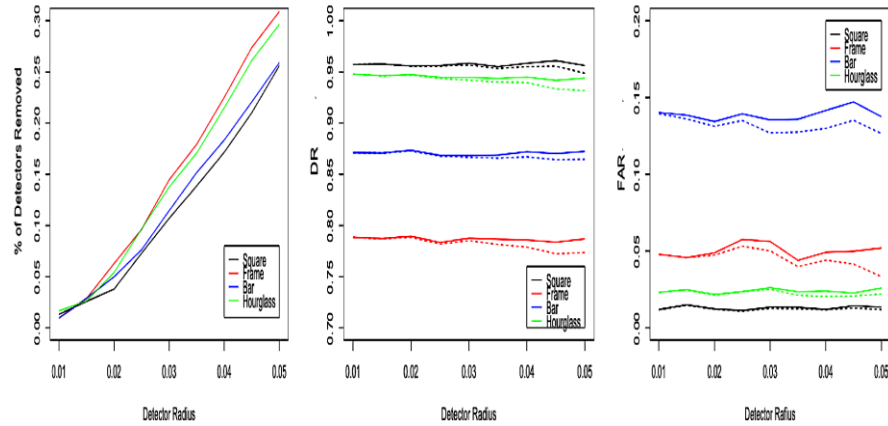 % of Detectors Removed
0.30
0.25
0.20
0.15
0.10
0.05
0.00
Square
Frame
Bar
Hourglass
0.01 0.02 0.03 0.04 0.05
Detector Radius
DR
1.00
0.95
0.90
0.85
0.80
0.75
0.70
Square
Frame
Bar
Hourglass
0.01 0.02 0.03 0.04 0.05
Detector Radius
FAR
0.20
0.15
0.10
0.05
0.00
Square
Frame
Bar
Hourglass
0.01 0.02 0.03 0.04 0.05
Detector Rafius